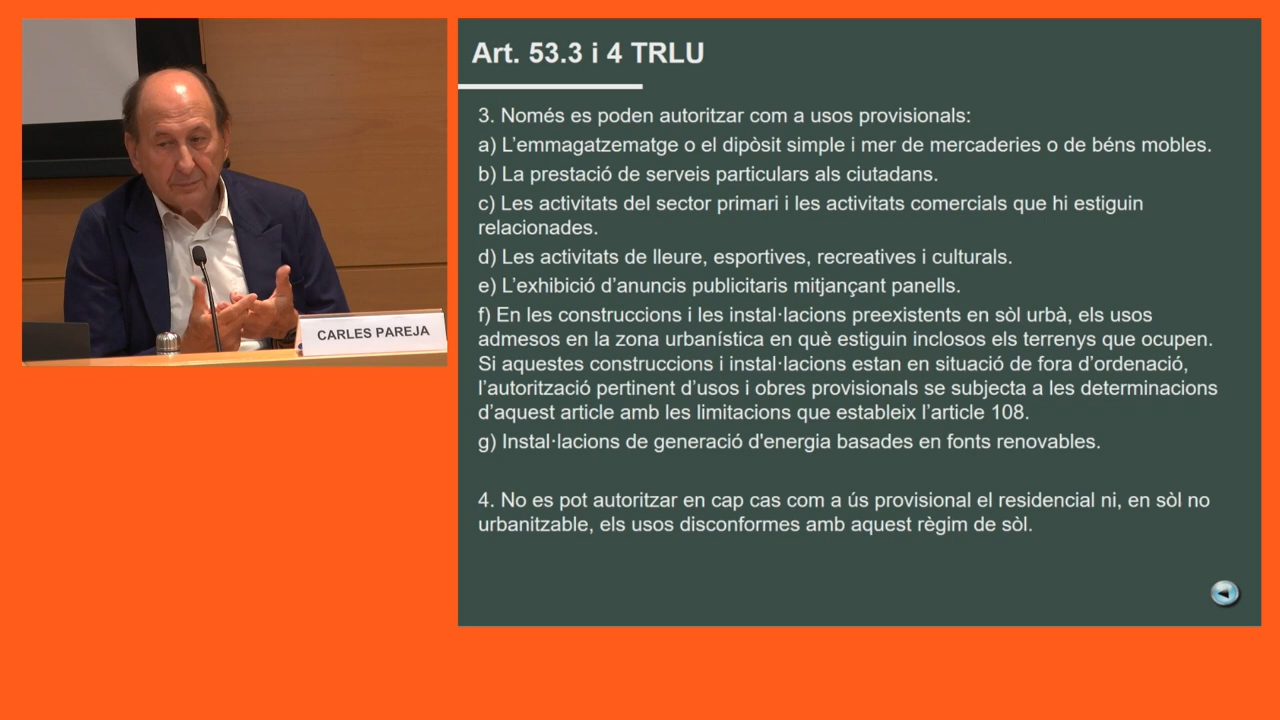 Art. 53.3 i 4 TRLU
3. Només es poden autoritzar com a usos provisionals:
a) L’emmagatzematge o el dipòsit simple i mer de mercaderies o de béns mobles.
b) La prestació de serveis particulars als ciutadans.
c) Les activitats del sector primari i les activitats comercials que hi estiguin
relacionades.
d) Les activitats de lleure, esportives, recreatives i culturals.
e) L’exhibició d’anuncis publicitaris mitjançant panells.
f) En les construccions i les instal·lacions preexistents en sòl urbà, els usos
admesos en la zona urbanística en què estiguin inclosos els terrenys que ocupen.
Si aquestes construccions i instal·lacions estan en situació de fora d’ordenació,
l’autorització pertinent d’usos i obres provisionals se subjecta a les determinacions
d’aquest article amb les limitacions que estableix l’article 108.
g) Instal·lacions de generació d'energia basades en fonts renovables.
4. No es pot autoritzar en cap cas com a ús provisional el residencial ni, en sòl no
urbanitzable, els usos disconformes amb aquest règim de sòl.
CARLES PAREJA